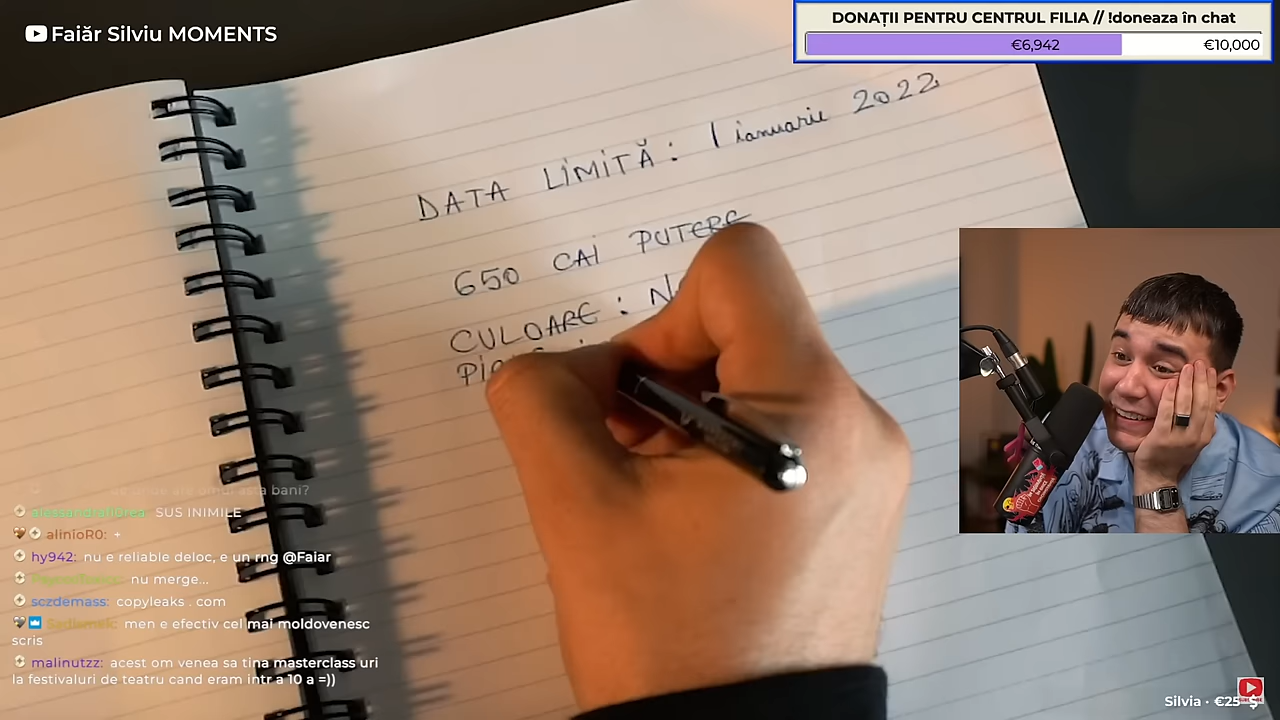 Faiăr Silviu MOMENTS
DONAȚII PENTRU CENTRUL FILIA // !doneaza în chat
€6,942
€10,000
DATA LIMITĂ: 1 ianuarie 2022
650 CAI PUTERE
CULOARE:
asta bani?
SUS INIMILE
alinioR0: +
hy942: nu e reliable deloc, e un rng @Faiar
nu merge...
sczdemass: copyleaks . com
men e efectiv cel mai moldovenesc
scris
malinutzz: acest om venea sa tina masterclass uri
la festivaluri de teatru cand eram intr a 10 a =))
Silvia · €25